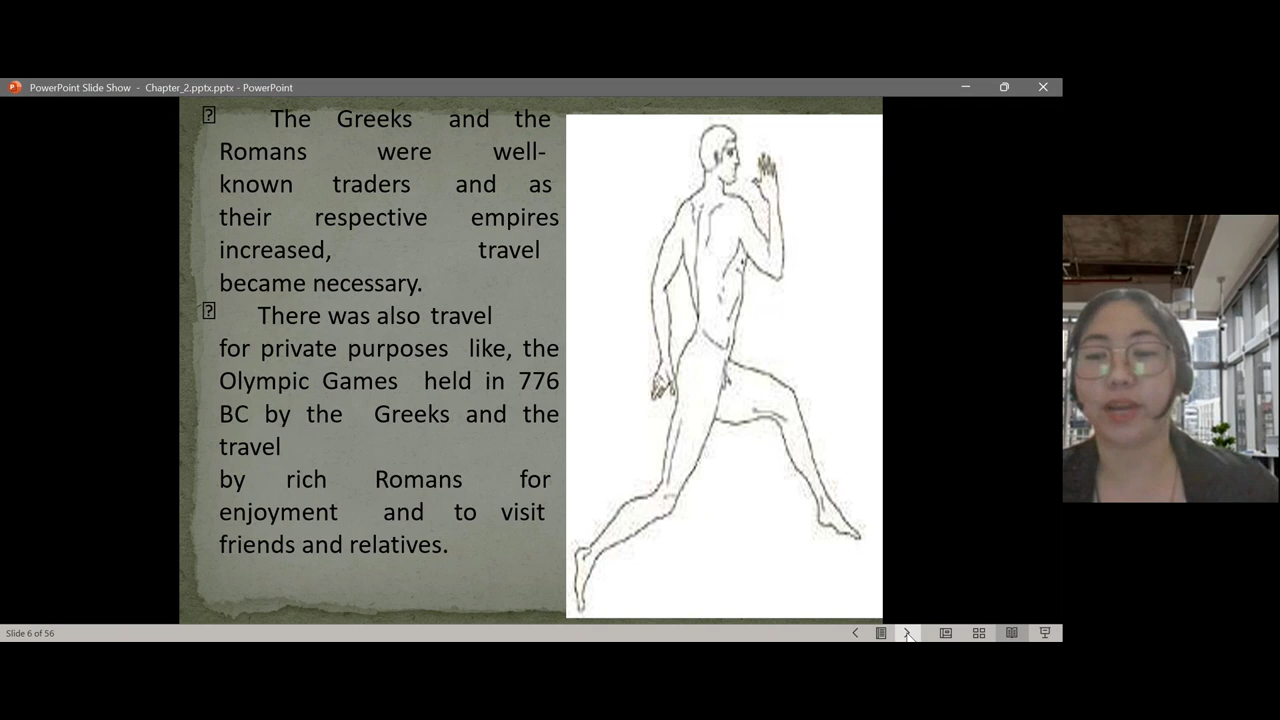 PowerPoint Slide Show - Chapter_2.pptx.pptx - PowerPoint
The Greeks and the
Romans were well-
known traders and as
their respective empires
increased, travel
became necessary.
There was also travel
for private purposes like, the
Olympic Games held in 776
BC by the Greeks and the
travel
by rich Romans for
enjoyment and to visit
friends and relatives.
Slide 6 of 56